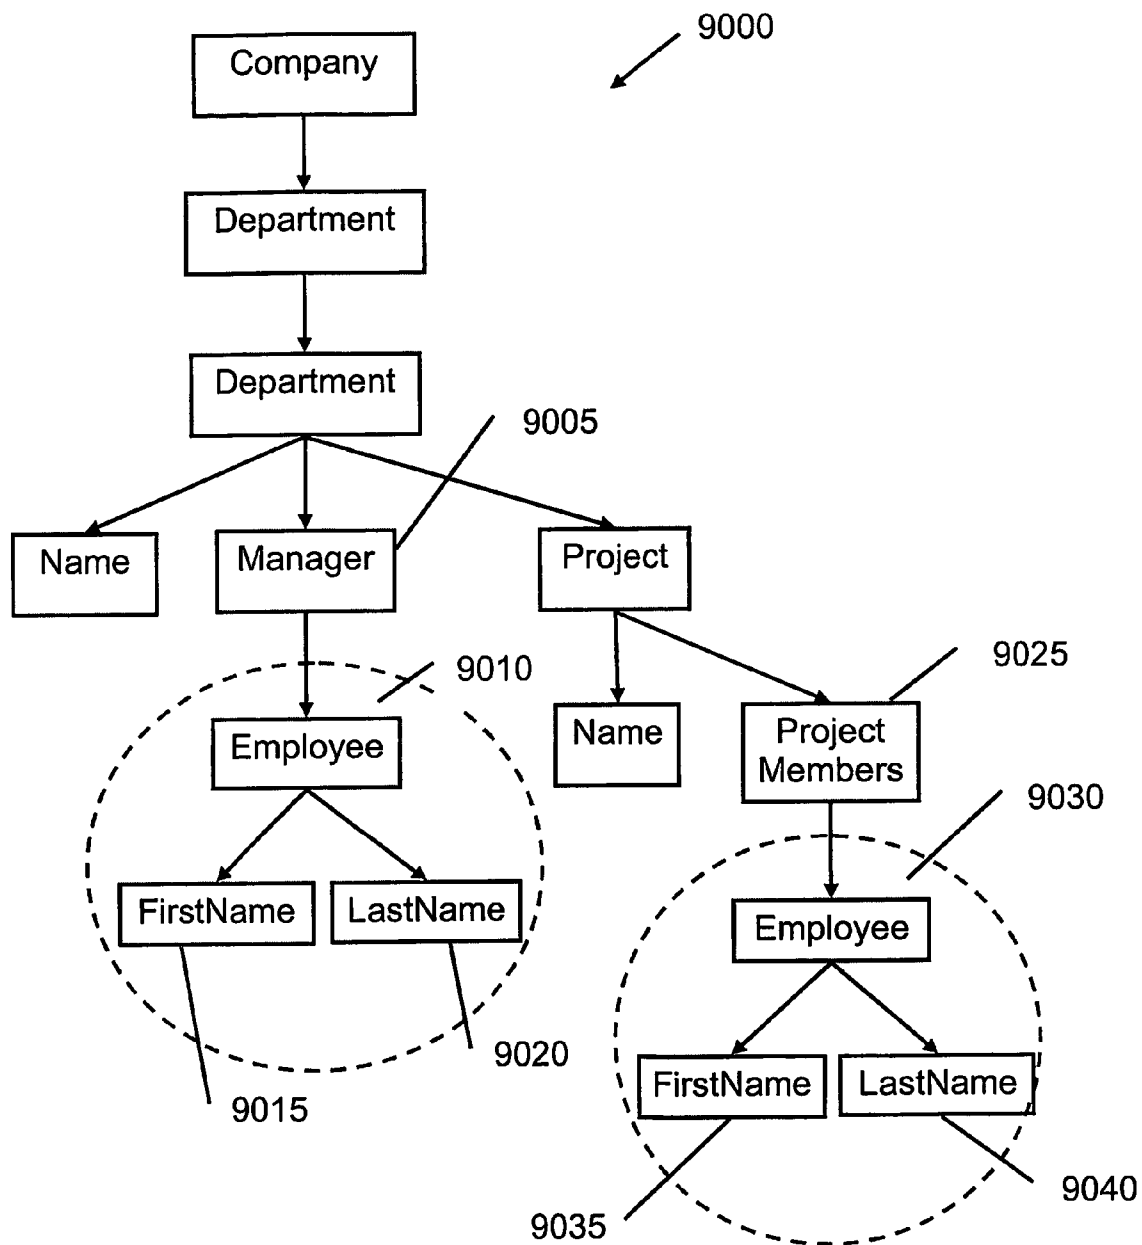 9000
Company
Department
Department
9005
Name
Manager
Project
9010
9025
Employee
Name
Project
Members
9030
FirstName
LastName
Employee
9020
9015
FirstName
LastName
9035
9040